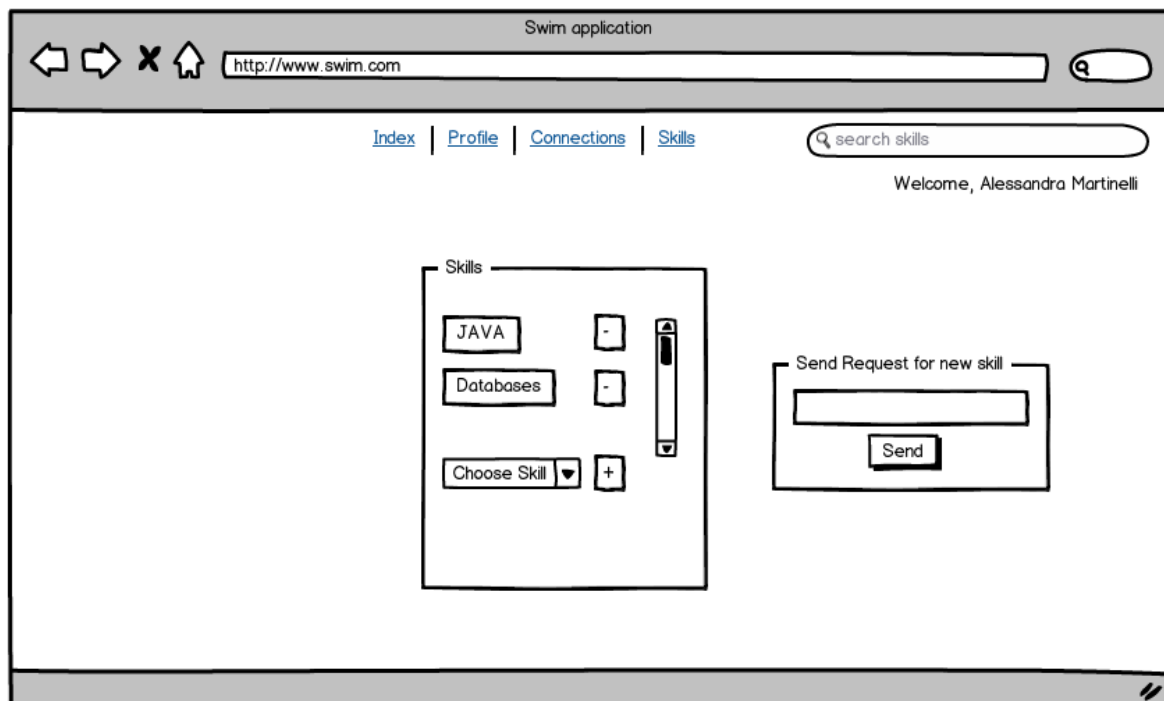 Swim application
http://www.swim.com
Index | Profile | Connections | Skills
search skills
Welcome, Alessandra Martinelli
Skills
JAVA -
Databases -
Choose Skill +
Send Request for new skill
Send